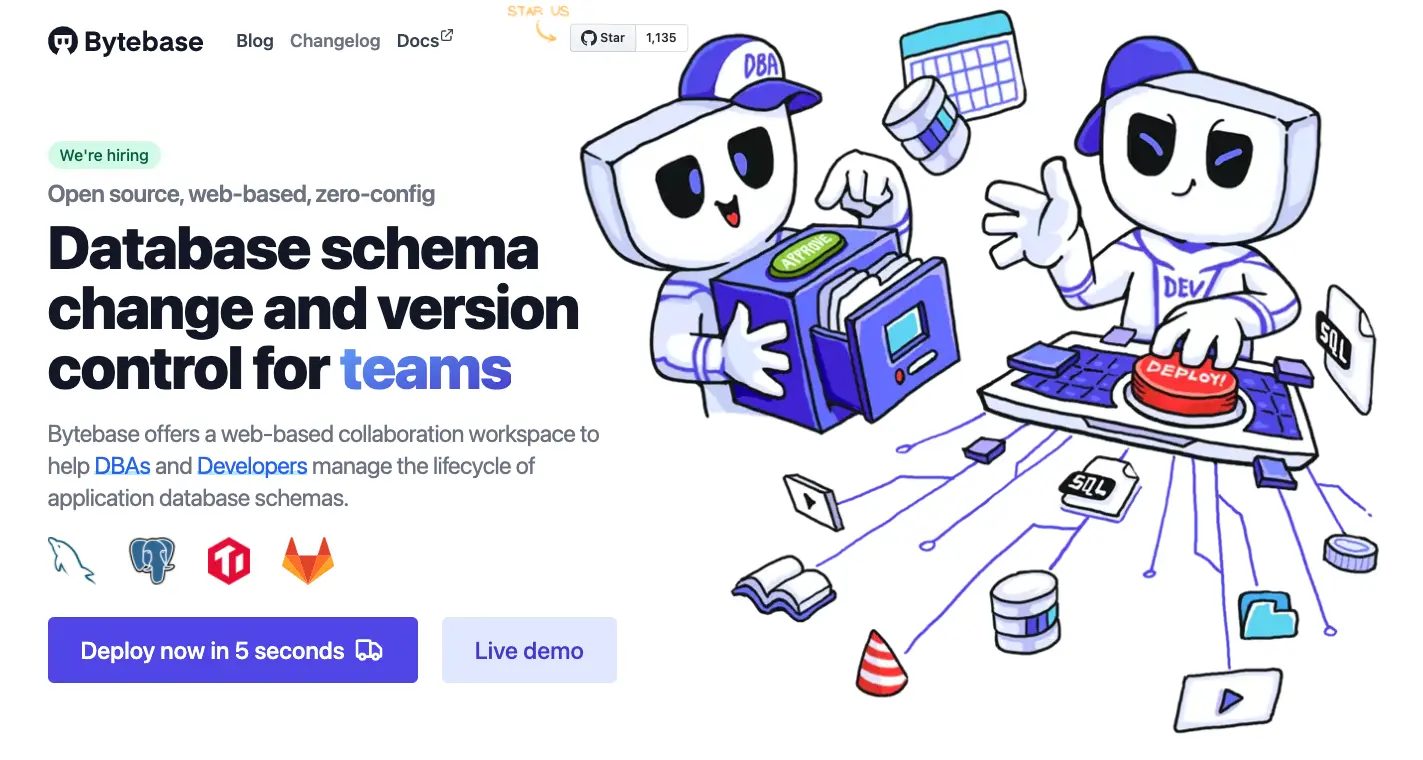 STAR US
Bytebase Blog Changelog Docs Star 1,135
DBA
We're hiring
Open source, web-based, zero-config
Database schema
change and version
control for teams
Bytebase offers a web-based collaboration workspace to
help DBAs and Developers manage the lifecycle of
application database schemas.
Deploy now in 5 seconds Live demo
APPROVE
DEV
DEPLOY!
SQL
SQL